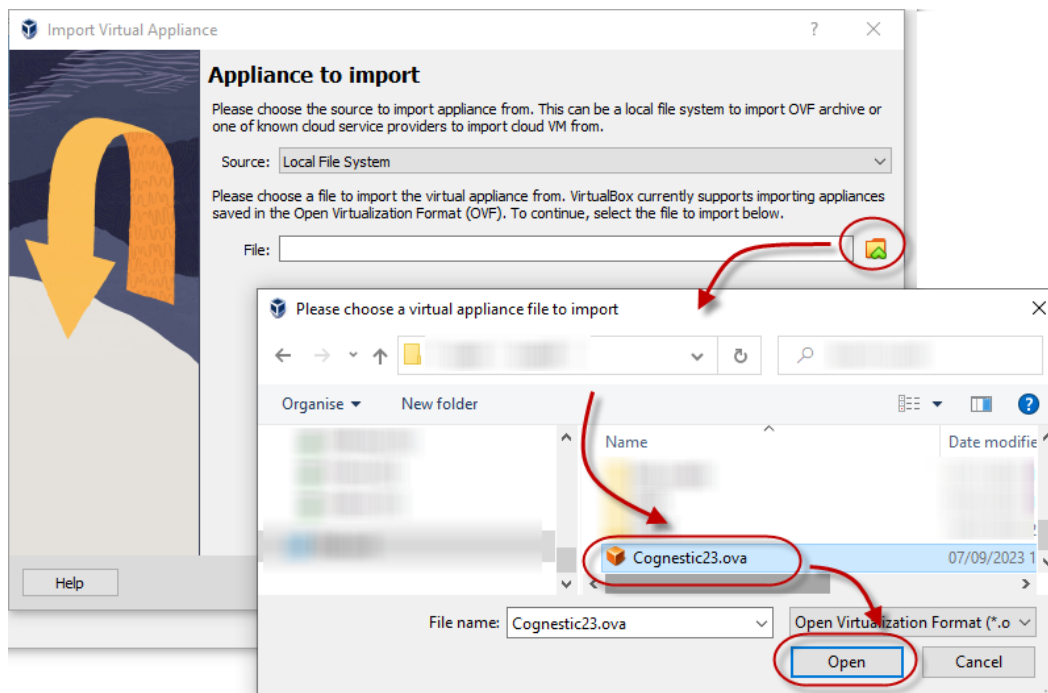 Import Virtual Appliance
?
Appliance to import
Please choose the source to import appliance from. This can be a local file system to import OVF archive or
one of known cloud service providers to import cloud VM from.
Source: Local File System
Please choose a file to import the virtual appliance from. VirtualBox currently supports importing appliances
saved in the Open Virtualization Format (OVF). To continue, select the file to import below.
File:
Please choose a virtual appliance file to import
Organise New folder ?
Name Date modifie
Cognestic23.ova 07/09/2023 1
Help
File name: Cognestic23.ova Open Virtualization Format (*.o
Open Cancel